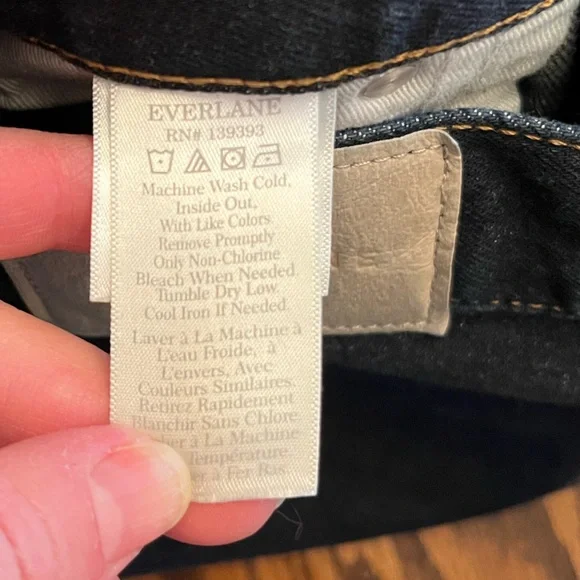 EVERLANE
RN# 139393
Machine Wash Cold,
Inside Out,
With Like Colors
Remove Promptly
Only Non-Chlorine
Bleach When Needed.
Tumble Dry Low.
Cool Iron If Needed.
Laver à La Machine à
L'eau Froide, à
L'envers, Avec
Couleurs Similaires.
Retirez Rapidement
Blanchir Sans Chlore
à La Machine
Température
à Fer Bas